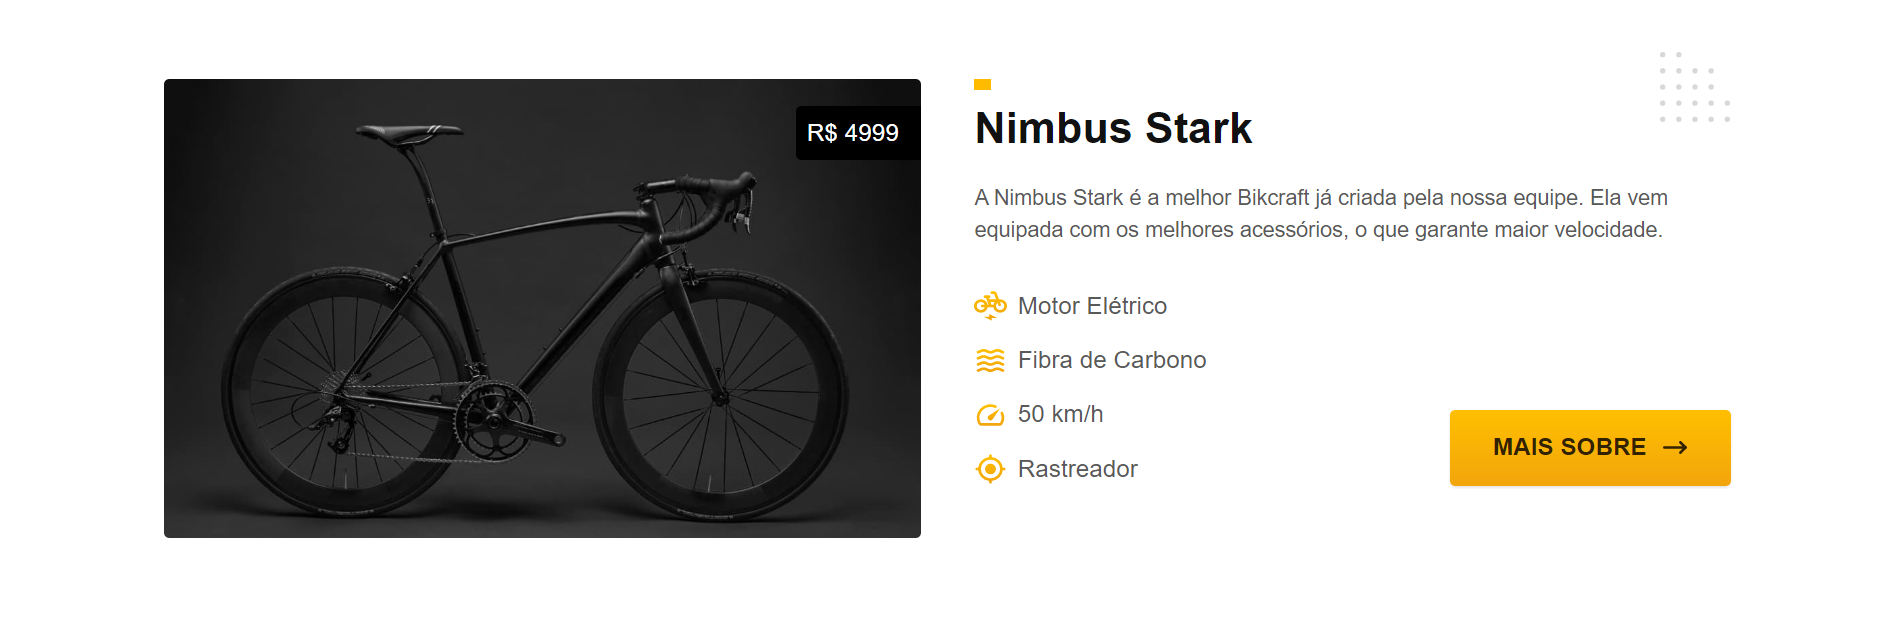 R$ 4999
Nimbus Stark
A Nimbus Stark é a melhor Bikcraft já criada pela nossa equipe. Ela vem
equipada com os melhores acessórios, o que garante maior velocidade.
Motor Elétrico
Fibra de Carbono
50 km/h
Rastreador
MAIS SOBRE →